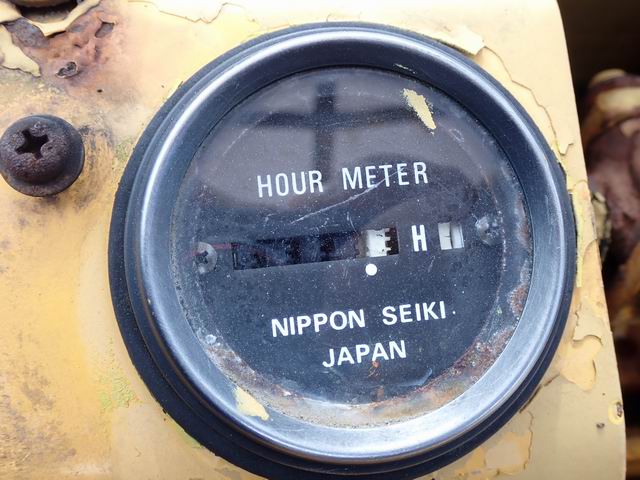 HOUR METER
H
NIPPON SEIKI
JAPAN